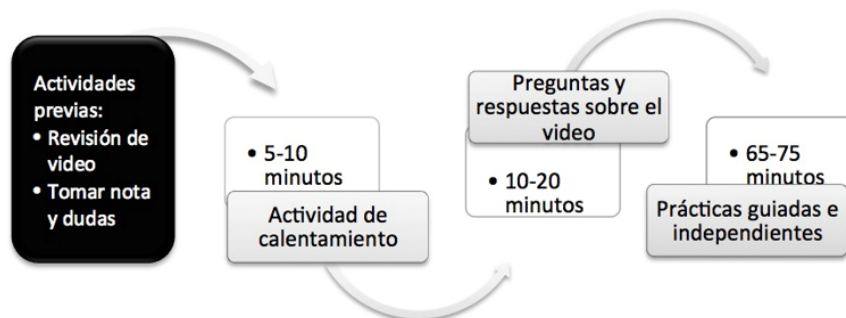 Actividades
previas:
• Revisión de
video
• Tomar nota
y dudas
• 5-10
minutos
Actividad de
calentamiento
Preguntas y
respuestas sobre el
video
• 10-20
minutos
• 65-75
minutos
Prácticas guiadas e
independientes